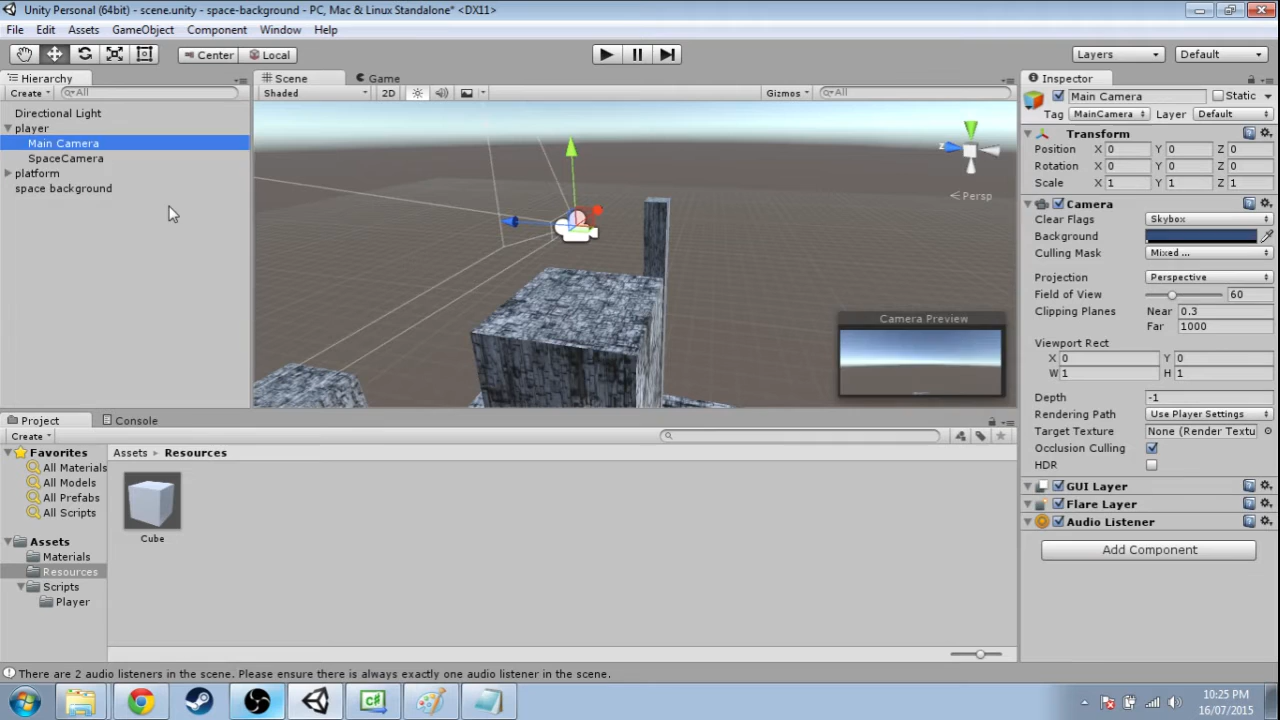 Unity Personal (64bit) - scene.unity - space-background - PC, Mac & Linux Standalone* <DX11>
File Edit Assets GameObject Component Window Help
Center Local Layers Default
Hierarchy
Create All
Directional Light
player
Main Camera
SpaceCamera
platform
space background
Scene Game
Shaded 2D Gizmos All
z
Persp
Camera Preview
Inspector
Main Camera Static
Tag MainCamera Layer Default
Transform
Position X 0 Y 0 Z 0
Rotation X 0 Y 0 Z 0
Scale X 1 Y 1 Z 1
Camera
Clear Flags Skybox
Background
Culling Mask Mixed ...
Projection Perspective
Field of View 60
Clipping Planes Near 0.3
Far 1000
Viewport Rect
X 0 Y 0
W 1 H 1
Depth -1
Rendering Path Use Player Settings
Target Texture None (Render Textu
Occlusion Culling
HDR
GUI Layer
Flare Layer
Audio Listener
Add Component
Project Console
Create
Favorites
All Materials
All Models
All Prefabs
All Scripts
Assets
Materials
Resources
Scripts
Player
Assets Resources
Cube
There are 2 audio listeners in the scene. Please ensure there is always exactly one audio listener in the scene.
C#
10:25 PM
16/07/2015